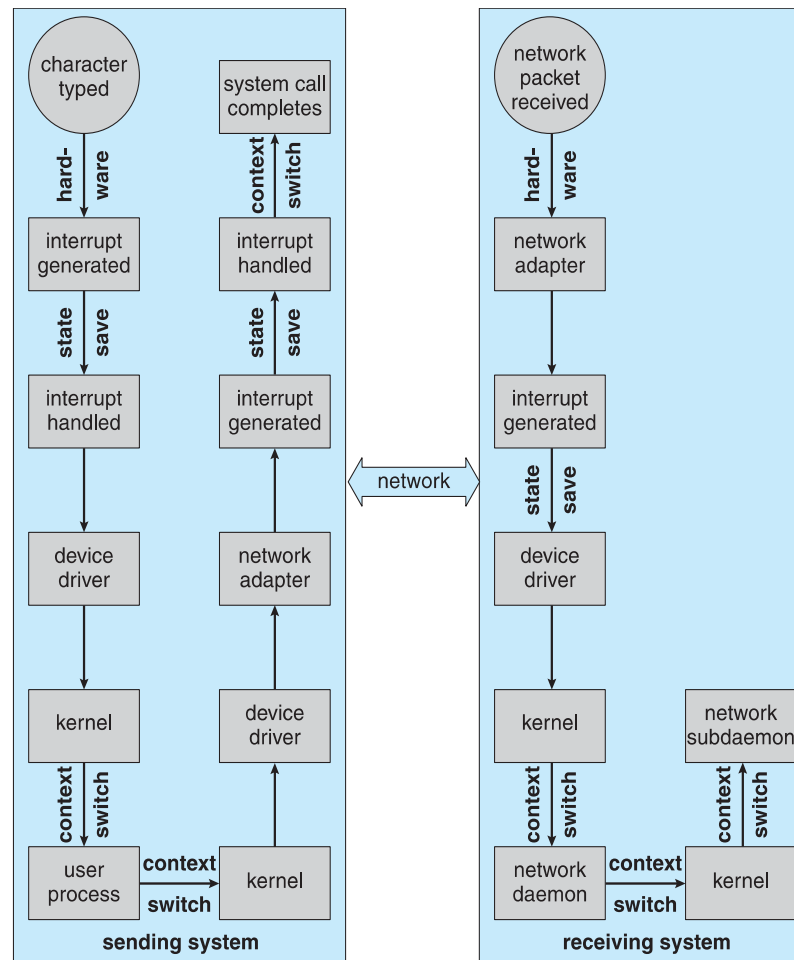 character
typed
hard-
ware
interrupt
generated
state
save
interrupt
handled
device
driver
kernel
context
switch
user
process
context
switch
kernel
device
driver
network
adapter
interrupt
generated
state
save
interrupt
handled
context
switch
system call
completes
sending system
network
network
packet
received
hard-
ware
network
adapter
interrupt
generated
state
save
device
driver
kernel
context
switch
network
daemon
context
switch
kernel
context
switch
network
subdaemon
receiving system